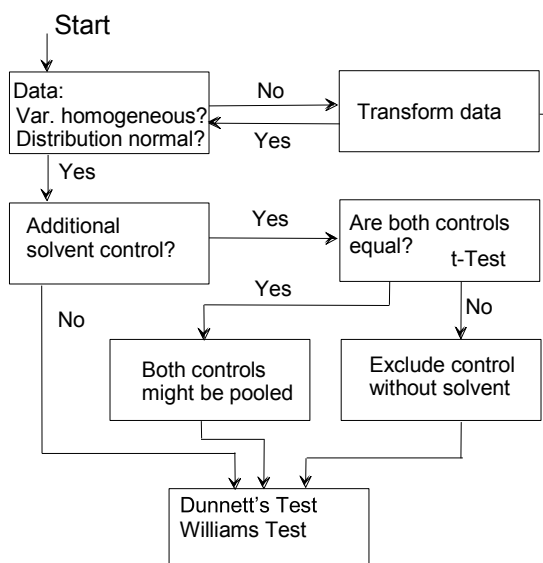 Start
Data:
Var. homogeneous?
Distribution normal?
No
Yes
Transform data
Yes
Additional
solvent control?
Yes
Are both controls
equal?
t-Test
Yes
No
No
Both controls
might be pooled
Exclude control
without solvent
Dunnett's Test
Williams Test